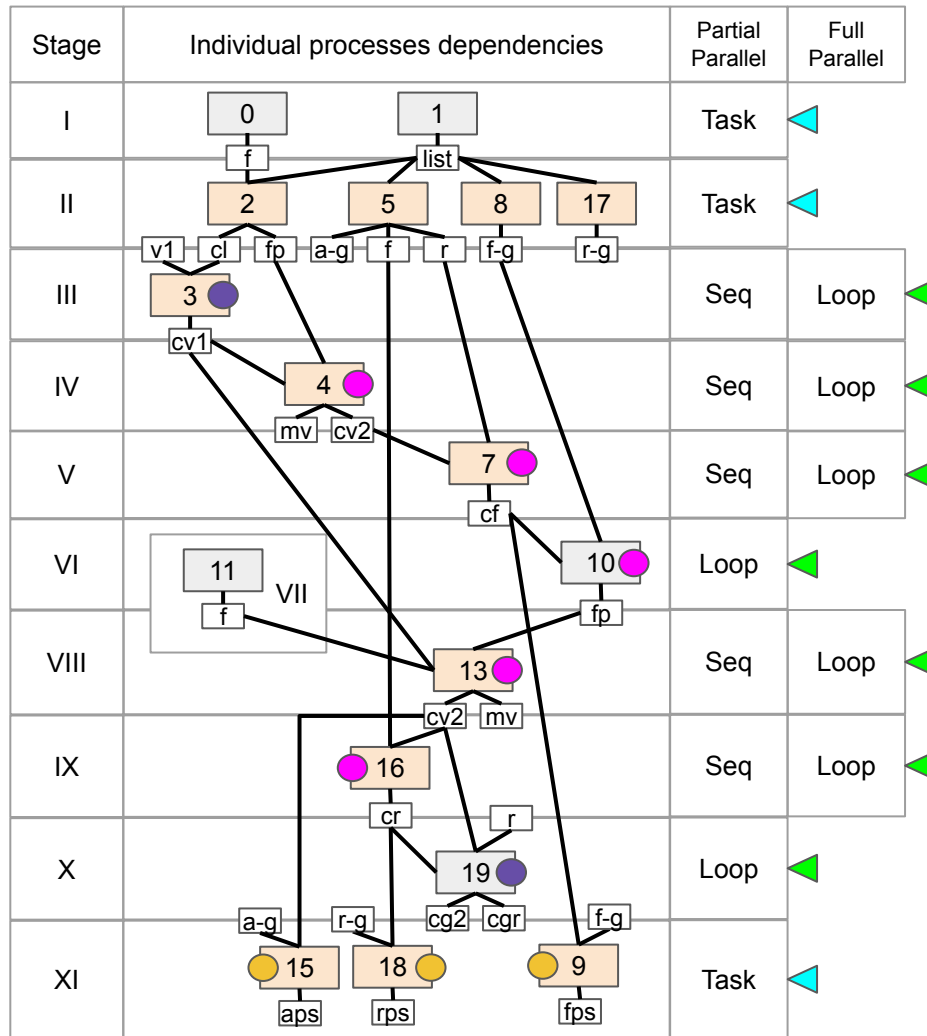 Stage
Individual processes dependencies
Partial
Parallel
Full
Parallel
I
0
1
Task
f
list
II
2
5
8
17
Task
v1
cl
fp
a-g
f
r
f-g
r-g
III
3
Seq
Loop
cv1
IV
4
Seq
Loop
mv
cv2
V
7
Seq
Loop
cf
VI
11
VII
10
Loop
f
fp
VIII
13
Seq
Loop
cv2
mv
IX
16
Seq
Loop
cr
r
X
19
Loop
cg2
cgr
a-g
r-g
f-g
XI
15
18
9
Task
aps
rps
fps